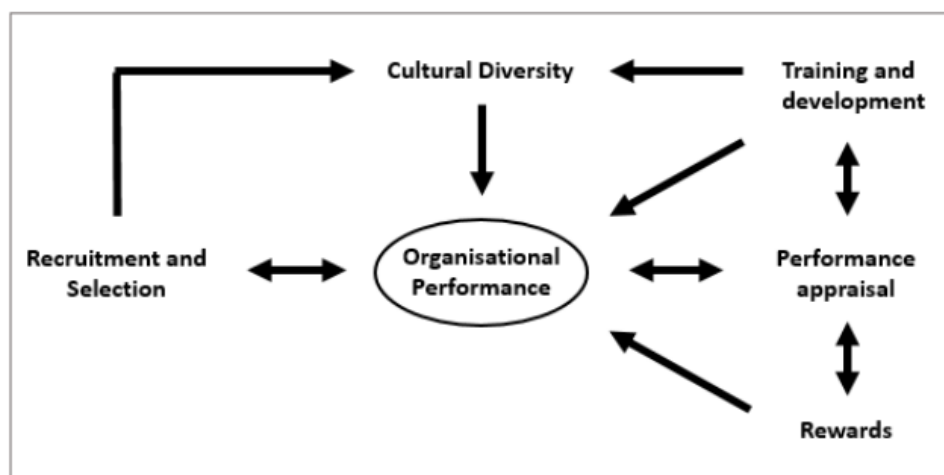 Cultural Diversity
Training and
development
Recruitment and
Selection
Organisational
Performance
Performance
appraisal
Rewards